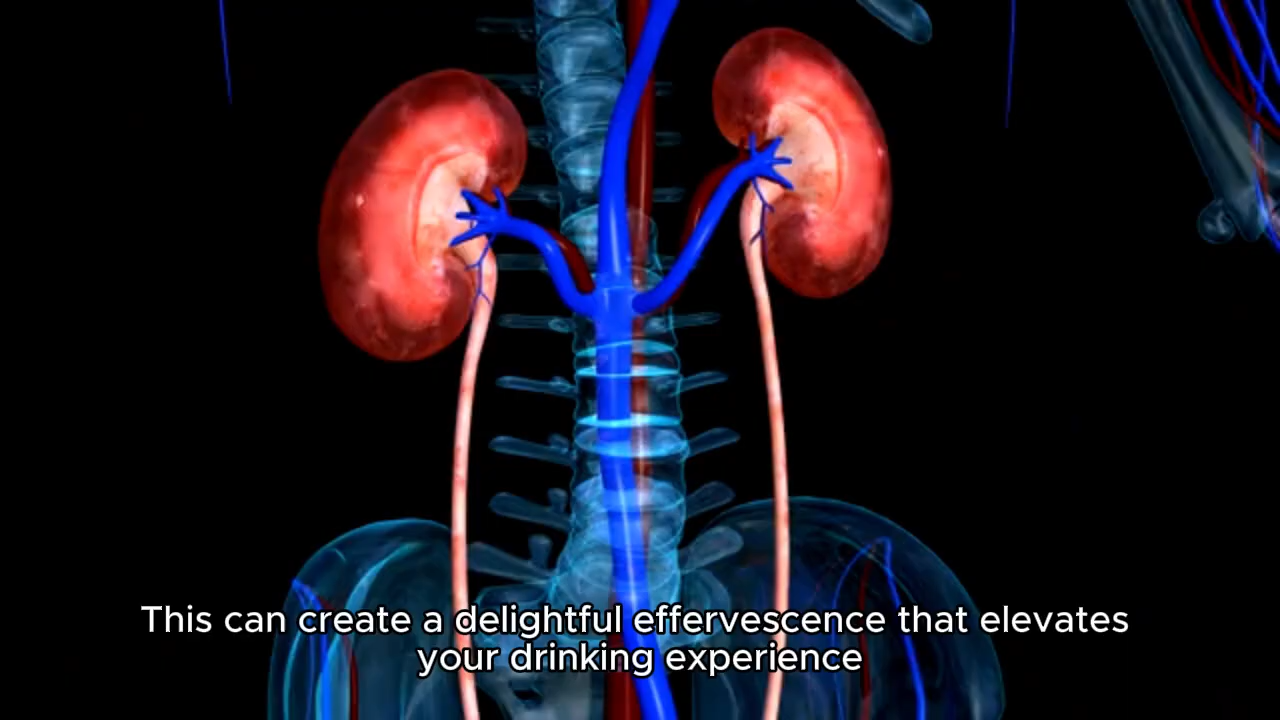 This can create a delightful effervescence that elevates
your drinking experience